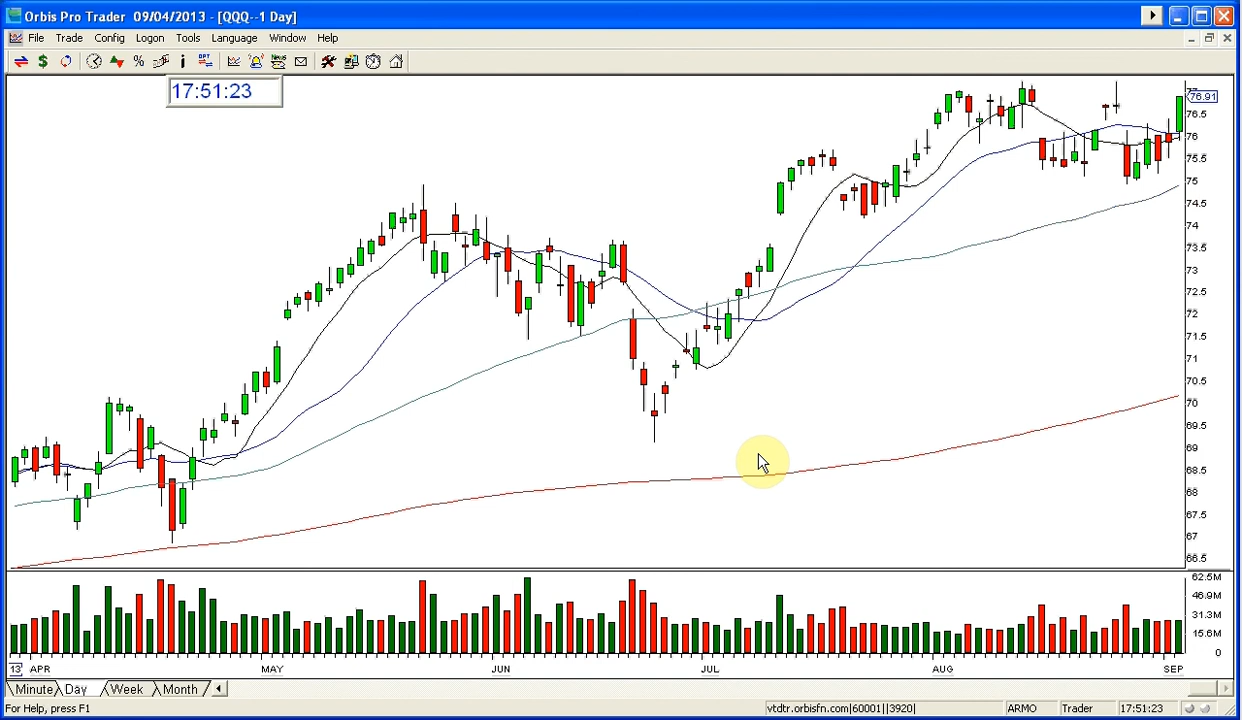 Orbis Pro Trader 09/04/2013 - [QQQ--1 Day]
File Trade Config Logon Tools Language Window Help
$ % i OPT News
17:51:23
77
76.91
76.5
76
75.5
75
74.5
74
73.5
73
72.5
72
71.5
71
70.5
70
69.5
69
68.5
68
67.5
67
66.5
62.5M
46.9M
31.3M
15.6M
0
13 APR MAY JUN JUL AUG SEP
Minute Day Week Month
For Help, press F1 vtdtr.orbisfn.com|60001||3920| ARMO Trader 17:51:23